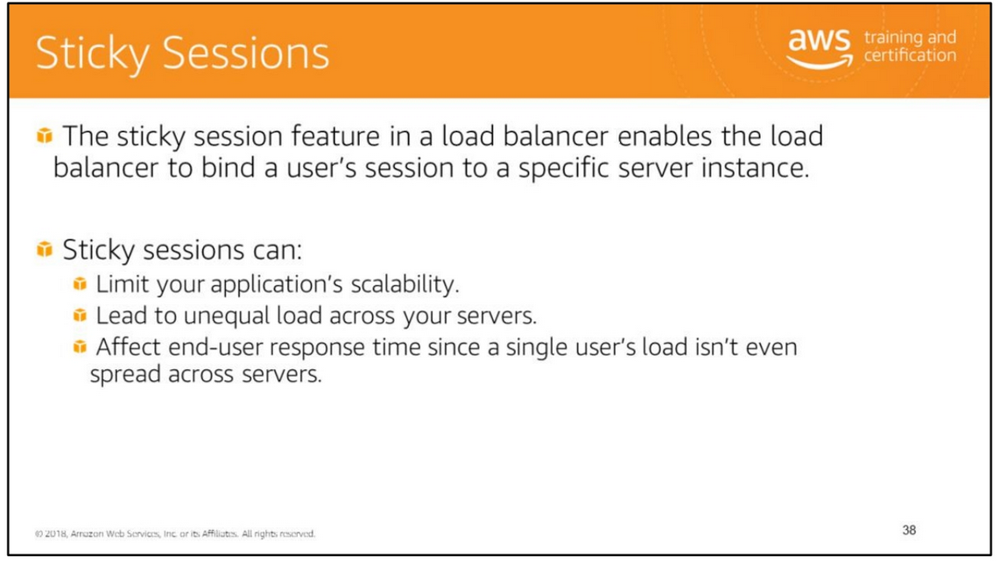 Sticky Sessions
aws training and
certification
The sticky session feature in a load balancer enables the load
balancer to bind a user's session to a specific server instance.
Sticky sessions can:
Limit your application's scalability.
Lead to unequal load across your servers.
Affect end-user response time since a single user's load isn't even
spread across servers.
© 2018, Amazon Web Services, Inc. or its Affiliates. All rights reserved.
38